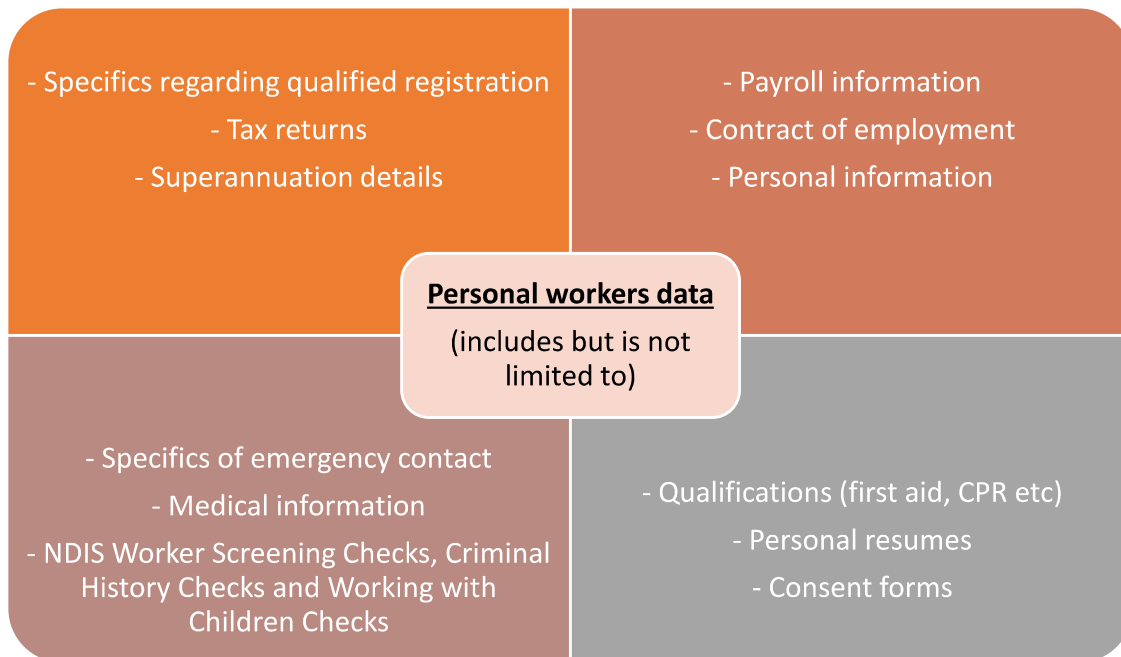 - Specifics regarding qualified registration
- Tax returns
- Superannuation details
- Payroll information
- Contract of employment
- Personal information
Personal workers data
(includes but is not
limited to)
- Specifics of emergency contact
- Medical information
- NDIS Worker Screening Checks, Criminal
History Checks and Working with
Children Checks
- Qualifications (first aid, CPR etc)
- Personal resumes
- Consent forms